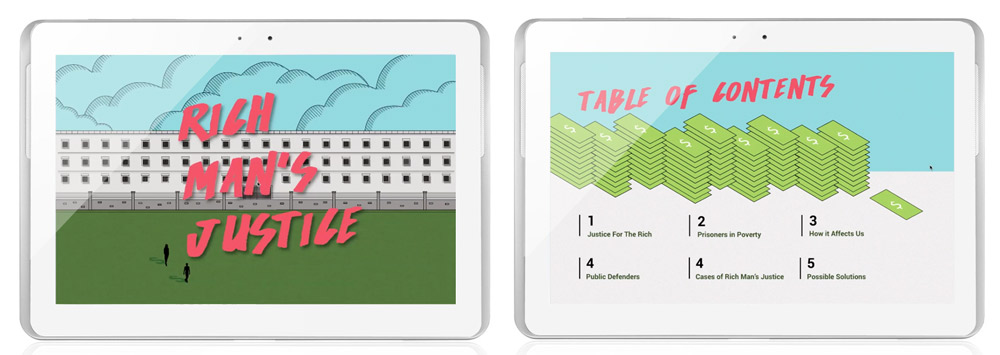 RICH
MAN'S
JUSTICE
TABLE OF CONTENTS
$ $ $ $ $ $ $ $
1
Justice For The Rich
2
Prisoners in Poverty
3
How it Affects Us
4
Public Defenders
4
Cases of Rich Man's Justice
5
Possible Solutions